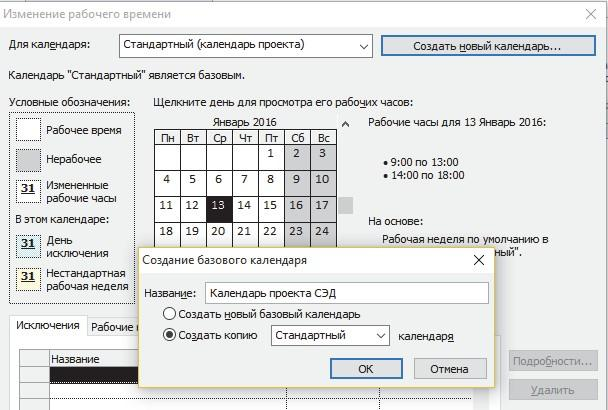 Изменение рабочего времени
Для календаря: Стандартный (календарь проекта) Создать новый календарь...
Календарь "Стандартный" является базовым.
Условные обозначения:
Рабочее время
Нерабочее
31 Измененные рабочие часы
В этом календаре:
31 День исключения
31 Нестандартная рабочая неделя
Щелкните день для просмотра его рабочих часов:
Январь 2016
Пн Вт Ср Чт Пт Сб Вс
1 2 3
4 5 6 7 8 9 10
11 12 13 14 15 16 17
18 19 20 21 22 23 24
Рабочие часы для 13 Январь 2016:
• 9:00 по 13:00
• 14:00 по 18:00
На основе:
Рабочая неделя по умолчанию в
ный".
Создание базового календаря
Название: Календарь проекта СЭД
Создать новый базовый календарь
Создать копию Стандартный календаря
ОК Отмена
Исключения Рабочие
Название
Подробности...
Удалить